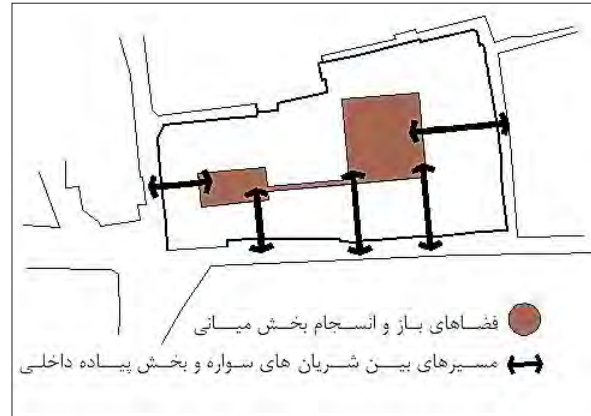 فضاهای باز و انسجام بخش میانی
مسیرهای بین شریان های سواره و بخش پیاده داخلی